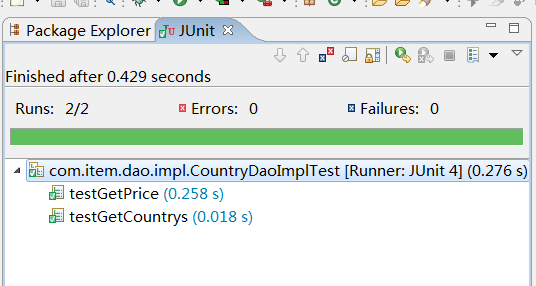 Package Explorer JUnit
Finished after 0.429 seconds
Runs: 2/2 Errors: 0 Failures: 0
com.item.dao.impl.CountryDaoImplTest [Runner: JUnit 4] (0.276 s)
testGetPrice (0.258 s)
testGetCountrys (0.018 s)